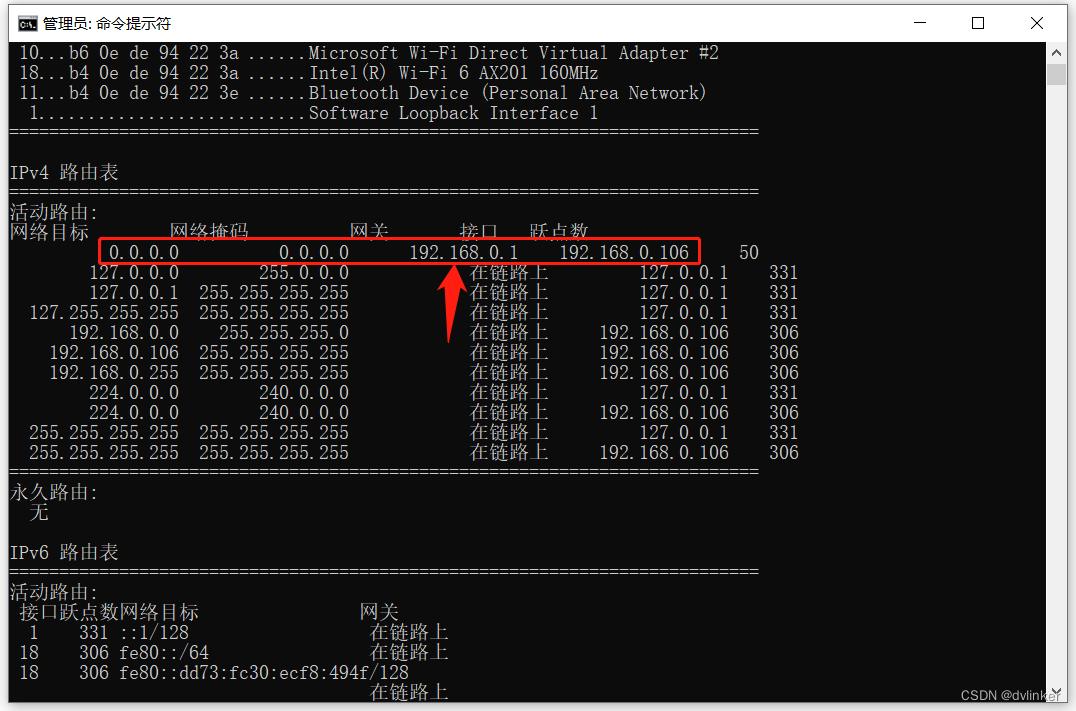 管理员: 命令提示符
10...b6 0e de 94 22 3a ......Microsoft Wi-Fi Direct Virtual Adapter #2
18...b4 0e de 94 22 3a ......Intel(R) Wi-Fi 6 AX201 160MHz
11...b4 0e de 94 22 3e ......Bluetooth Device (Personal Area Network)
1...........................Software Loopback Interface 1
===========================================================================
IPv4 路由表
===========================================================================
活动路由:
网络目标 网络掩码 网关 接口 跃点数
0.0.0.0 0.0.0.0 192.168.0.1 192.168.0.106 50
127.0.0.0 255.0.0.0 在链路上 127.0.0.1 331
127.0.0.1 255.255.255.255 在链路上 127.0.0.1 331
127.255.255.255 255.255.255.255 在链路上 127.0.0.1 331
192.168.0.0 255.255.255.0 在链路上 192.168.0.106 306
192.168.0.106 255.255.255.255 在链路上 192.168.0.106 306
192.168.0.255 255.255.255.255 在链路上 192.168.0.106 306
224.0.0.0 240.0.0.0 在链路上 127.0.0.1 331
224.0.0.0 240.0.0.0 在链路上 192.168.0.106 306
255.255.255.255 255.255.255.255 在链路上 127.0.0.1 331
255.255.255.255 255.255.255.255 在链路上 192.168.0.106 306
===========================================================================
永久路由:
无
IPv6 路由表
===========================================================================
活动路由:
接口跃点数网络目标 网关
1 331 ::1/128 在链路上
18 306 fe80::/64 在链路上
18 306 fe80::dd73:fc30:ecf8:494f/128
在链路上
CSDN @dvlinker